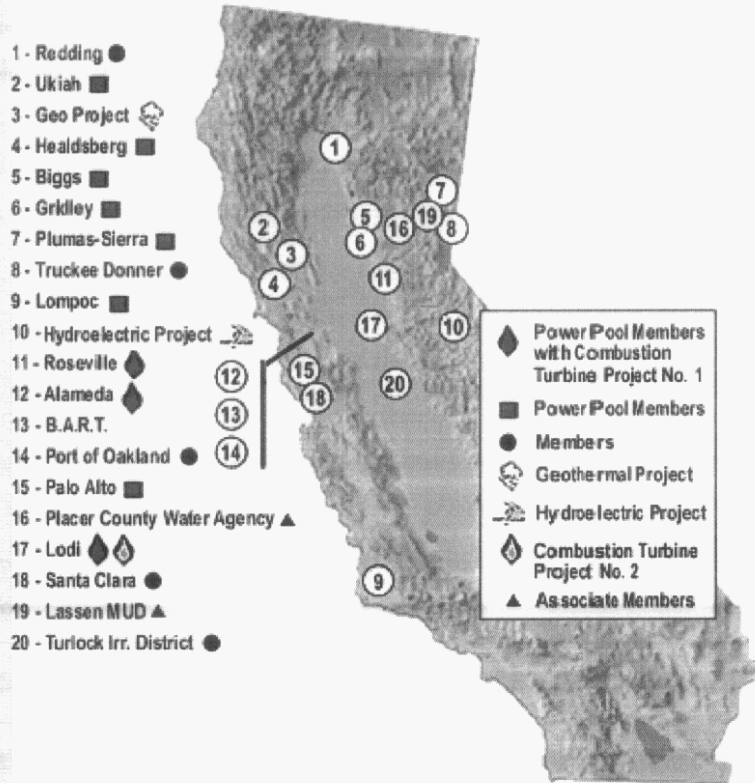 1 - Redding
2 - Ukiah
3 - Geo Project
4 - Healdsberg
5 - Biggs
6 - Gridley
7 - Plumas-Sierra
8 - Truckee Donner
9 - Lompoc
10 - Hydroelectric Project
11 - Roseville
12 - Alameda
13 - B.A.R.T.
14 - Port of Oakland
15 - Palo Alto
16 - Placer County Water Agency
17 - Lodi
18 - Santa Clara
19 - Lassen MUD
20 - Turlock Irr. District
1
7
5
19
2
16
8
6
3
11
4
17
10
15
12
20
18
13
14
9
Power Pool Members
with Combustion
Turbine Project No. 1
Power Pool Members
Members
Geothermal Project
Hydroelectric Project
Combustion Turbine
Project No. 2
Associate Members